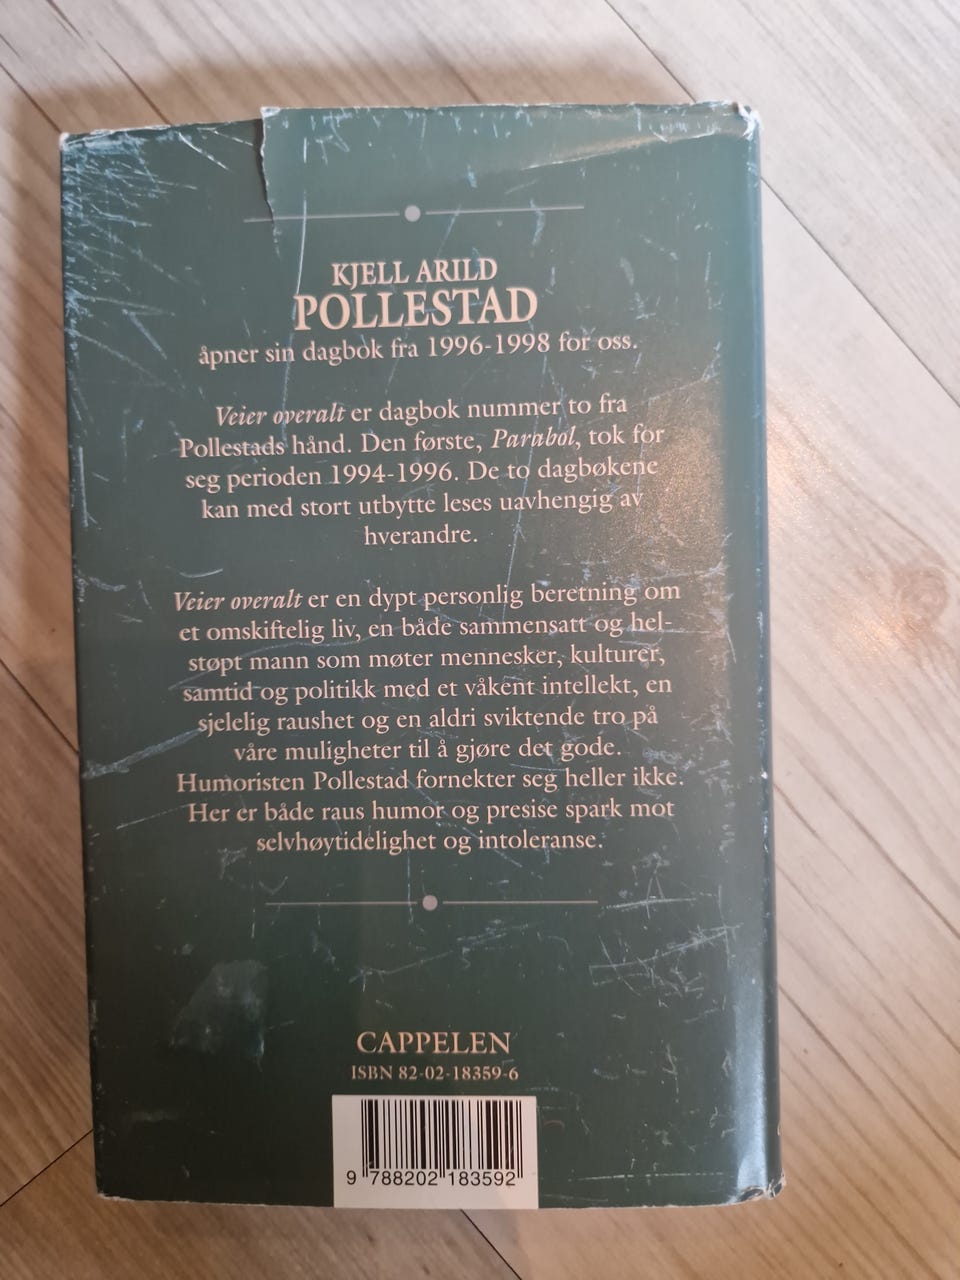 KJELL ARILD
POLLESTAD
åpner sin dagbok fra 1996-1998 for oss.
Veier overalt er dagbok nummer to fra
Pollestads hånd. Den første, Parabol, tok for
seg perioden 1994-1996. De to dagbøkene
kan med stort utbytte leses uavhengig av
hverandre.
Veier overalt er en dypt personlig beretning om
et omskiftelig liv, en både sammensatt og hel-
støpt mann som møter mennesker, kulturer,
samtid og politikk med et våkent intellekt, en
sjelelig raushet og en aldri sviktende tro på
våre muligheter til å gjøre det gode.
Humoristen Pollestad fornekter seg heller ikke.
Her er både raus humor og presise spark mot
selvhøytidelighet og intoleranse.
CAPPELEN
ISBN 82-02-18359-6
9 788202 183592